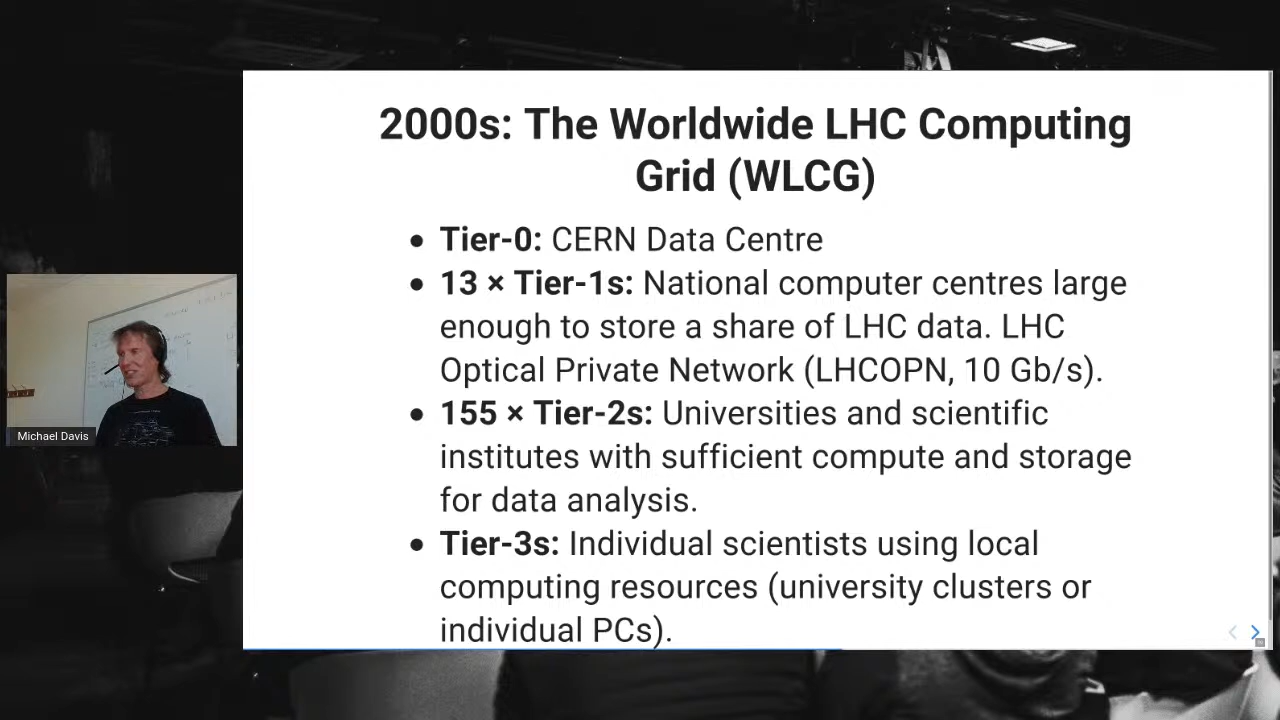 2000s: The Worldwide LHC Computing
Grid (WLCG)
• Tier-0: CERN Data Centre
• 13 × Tier-1s: National computer centres large
enough to store a share of LHC data. LHC
Optical Private Network (LHCOPN, 10 Gb/s).
• 155 × Tier-2s: Universities and scientific
institutes with sufficient compute and storage
for data analysis.
• Tier-3s: Individual scientists using local
computing resources (university clusters or
individual PCs).
Michael Davis